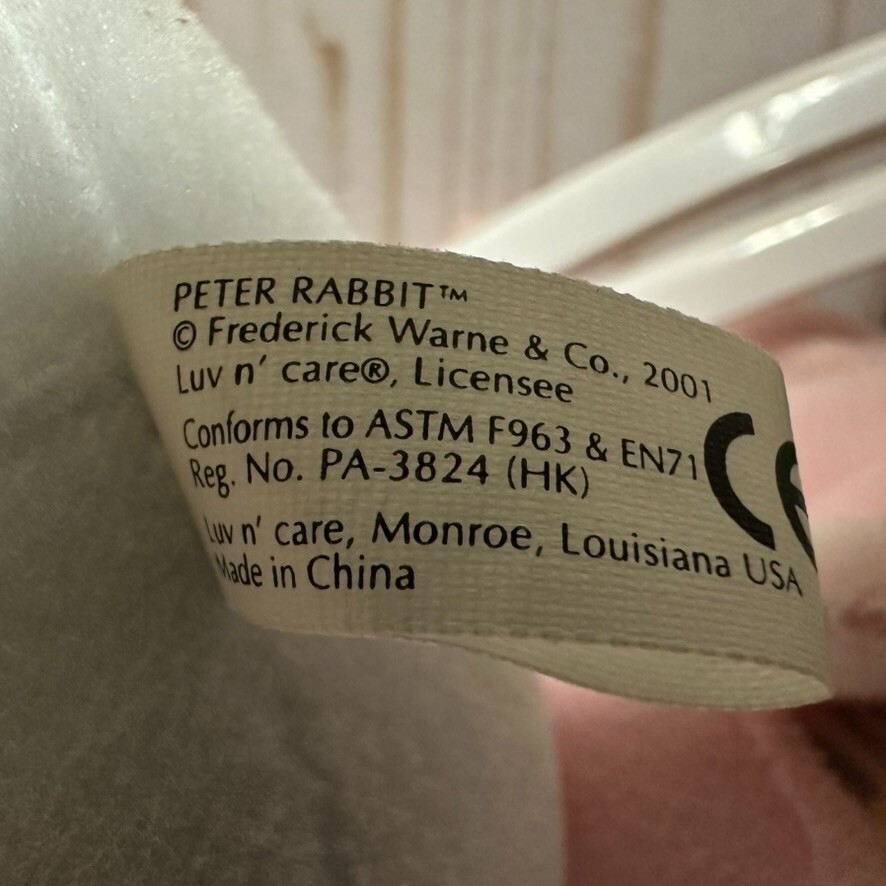 PETER RABBIT™
© Frederick Warne & Co., 2001
Luv n' care®, Licensee
Conforms to ASTM F963 & EN71
Reg. No. PA-3824 (HK)
CE
Luv n' care, Monroe, Louisiana USA
Made in China